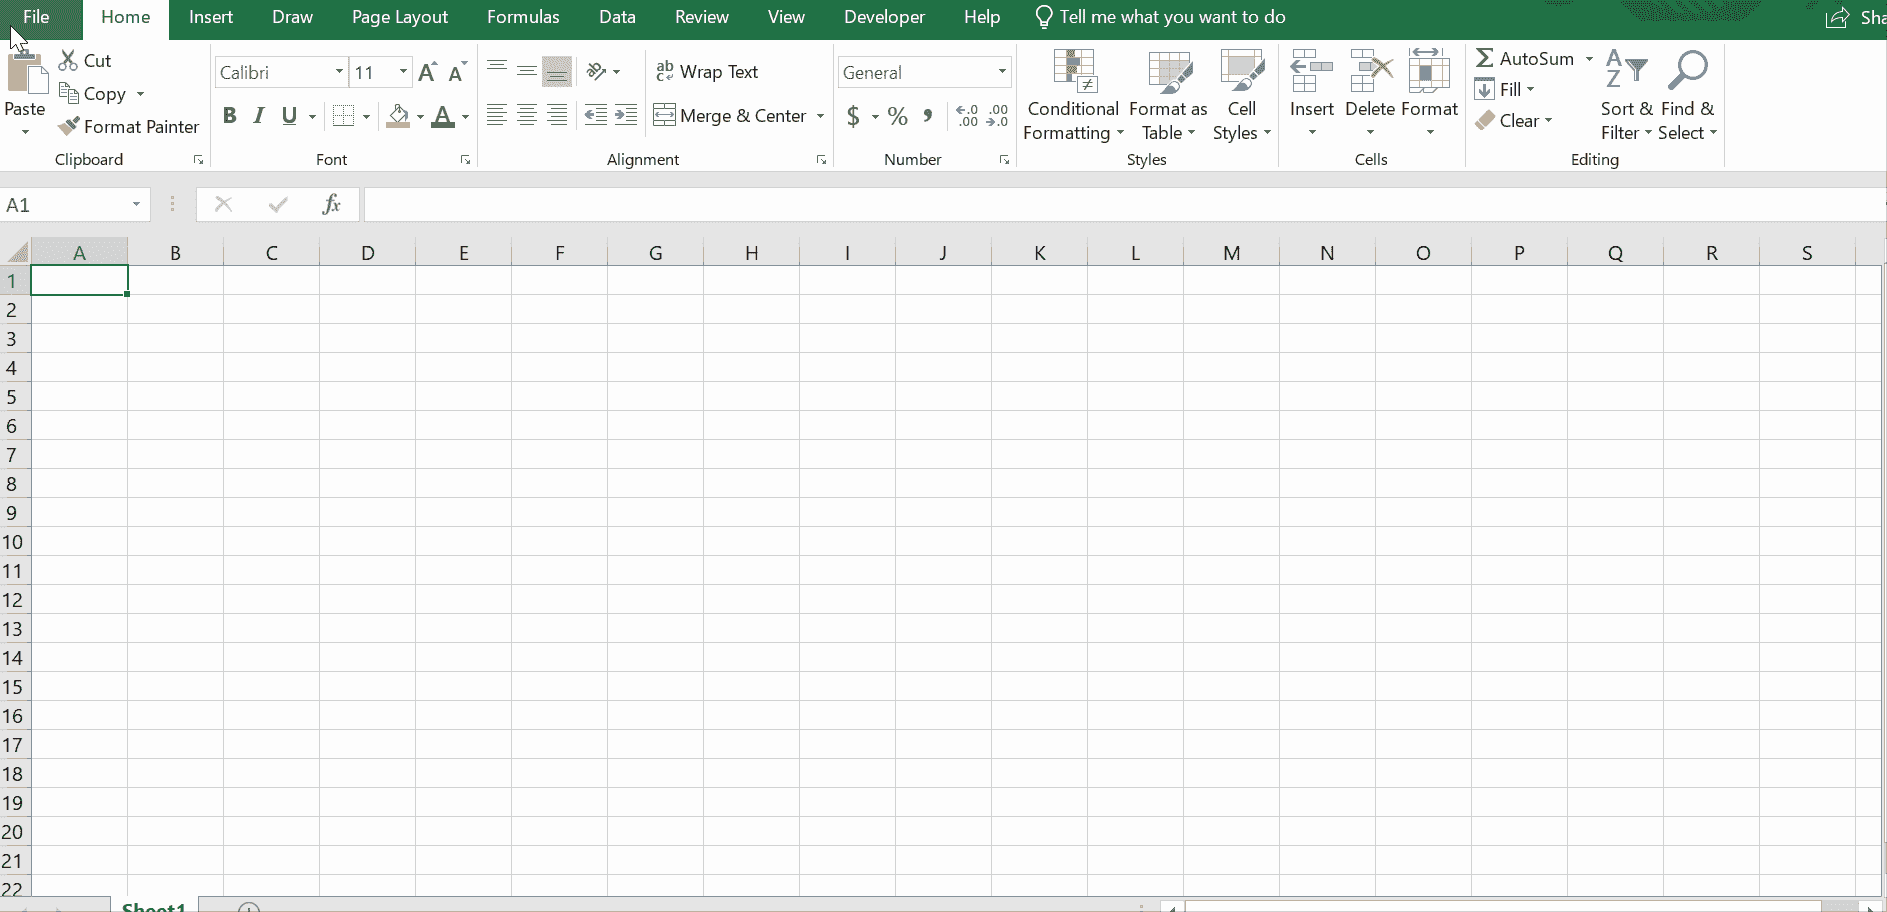 File Home Insert Draw Page Layout Formulas Data Review View Developer Help Tell me what you want to do
Cut
Copy
Format Painter
Paste
Clipboard
Calibri 11 A A
B I U A
Font
ab Wrap Text
Merge & Center
Alignment
General
$ % , .0 .00 .00 .0
Number
Conditional Formatting
Format as Table
Cell Styles
Styles
Insert Delete Format
Cells
Σ AutoSum
Fill
Clear
A Z
Sort & Filter
Find & Select
Editing
A1 fx
A B C D E F G H I J K L M N O P Q R S
1
2
3
4
5
6
7
8
9
10
11
12
13
14
15
16
17
18
19
20
21
22
Sheet1